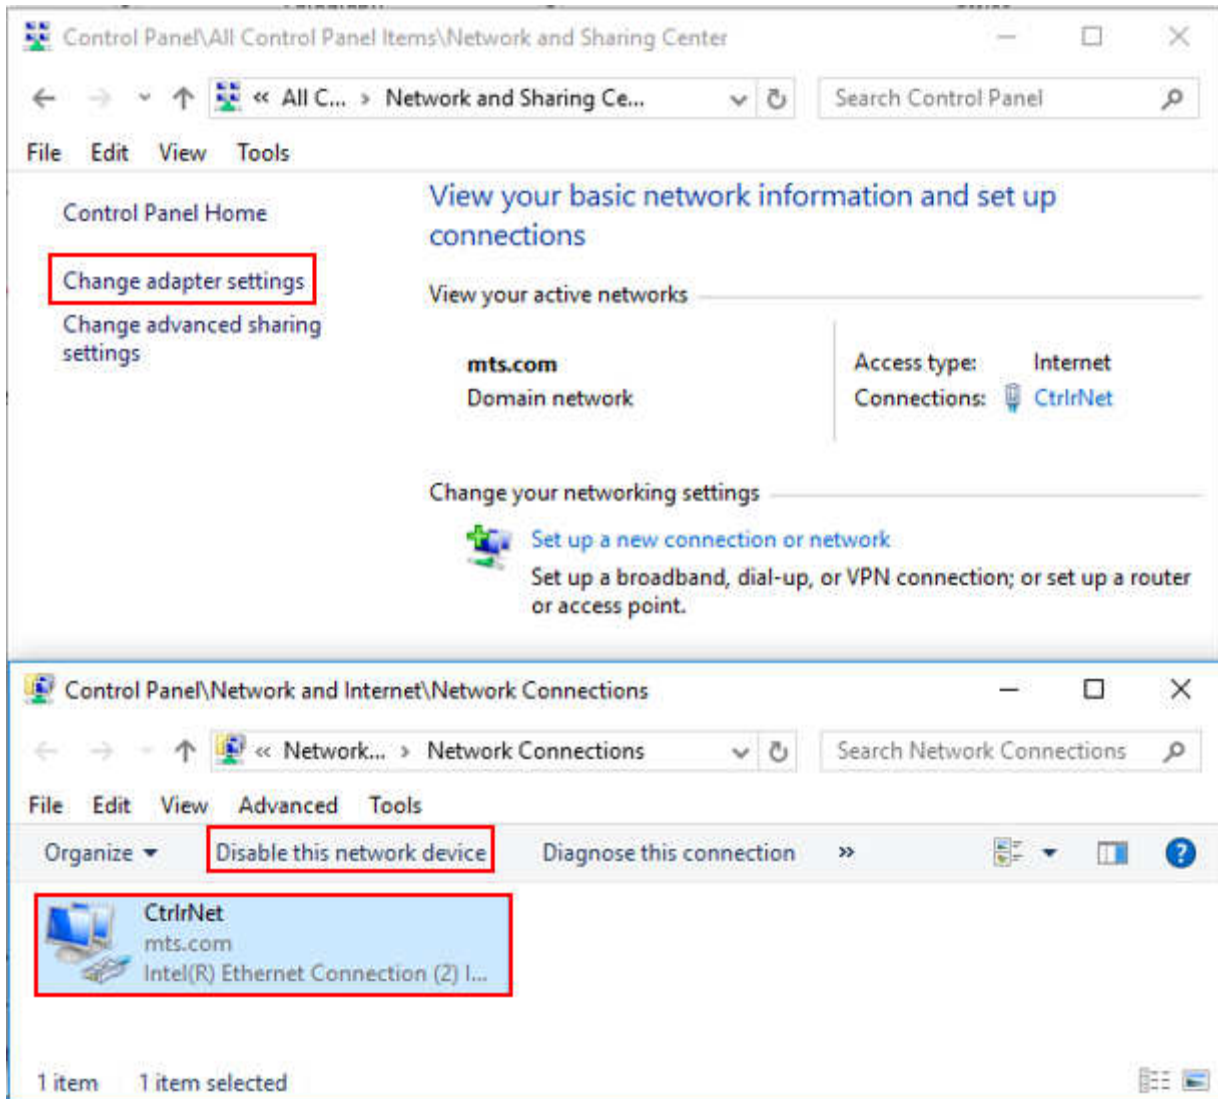 Control Panel\All Control Panel Items\Network and Sharing Center
« All C... › Network and Sharing Ce...
Search Control Panel
File Edit View Tools
Control Panel Home
Change adapter settings
Change advanced sharing
settings
View your basic network information and set up
connections
View your active networks
mts.com
Domain network
Access type: Internet
Connections: CtrlrNet
Change your networking settings
Set up a new connection or network
Set up a broadband, dial-up, or VPN connection; or set up a router
or access point.
Control Panel\Network and Internet\Network Connections
« Network... › Network Connections
Search Network Connections
File Edit View Advanced Tools
Organize Disable this network device Diagnose this connection »
CtrlrNet
mts.com
Intel(R) Ethernet Connection (2) I...
1 item 1 item selected